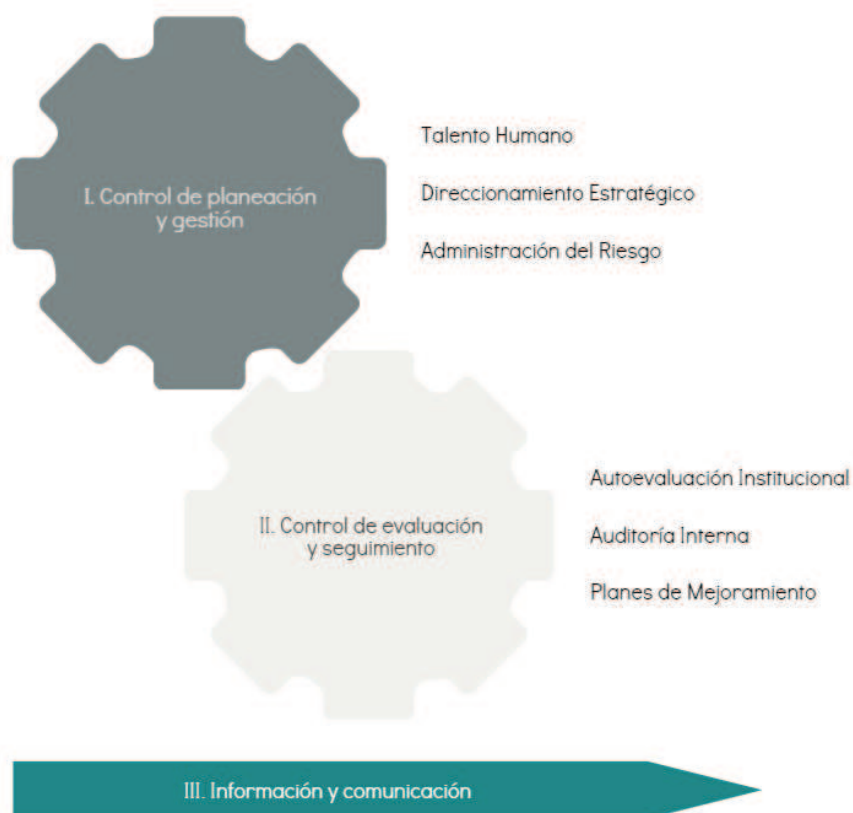 I. Control de planeación
y gestión
Talento Humano
Direccionamiento Estratégico
Administración del Riesgo
II. Control de evaluación
y seguimiento
Autoevaluación Institucional
Auditoría Interna
Planes de Mejoramiento
III. Información y comunicación